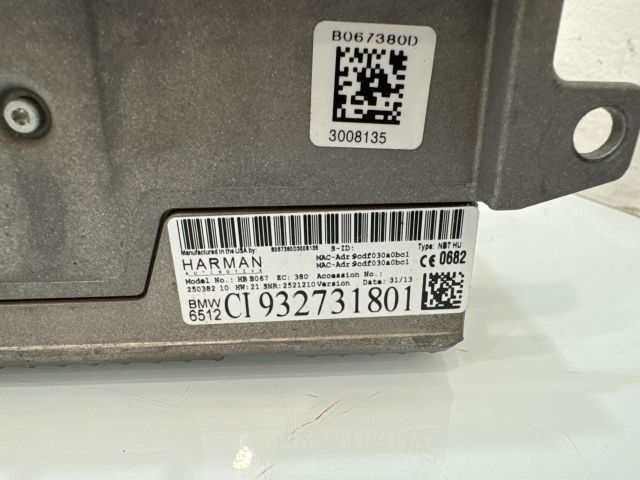 B067380D
3008135
Manufactured in the USA by: B067380D3008135 S-ID: Type: NBT HU
HARMAN MAC-Adr:9cdf030a0bc1
AUTOMOTIVE MAC-Adr:9cdf030a0bc1 CE 0682
Model No.: HB B067 EC: 380 Accession No.:
250382 10 HW: 21 SNR: 2521210 Version Date: 31/13
BMW
6512 CI 932731801